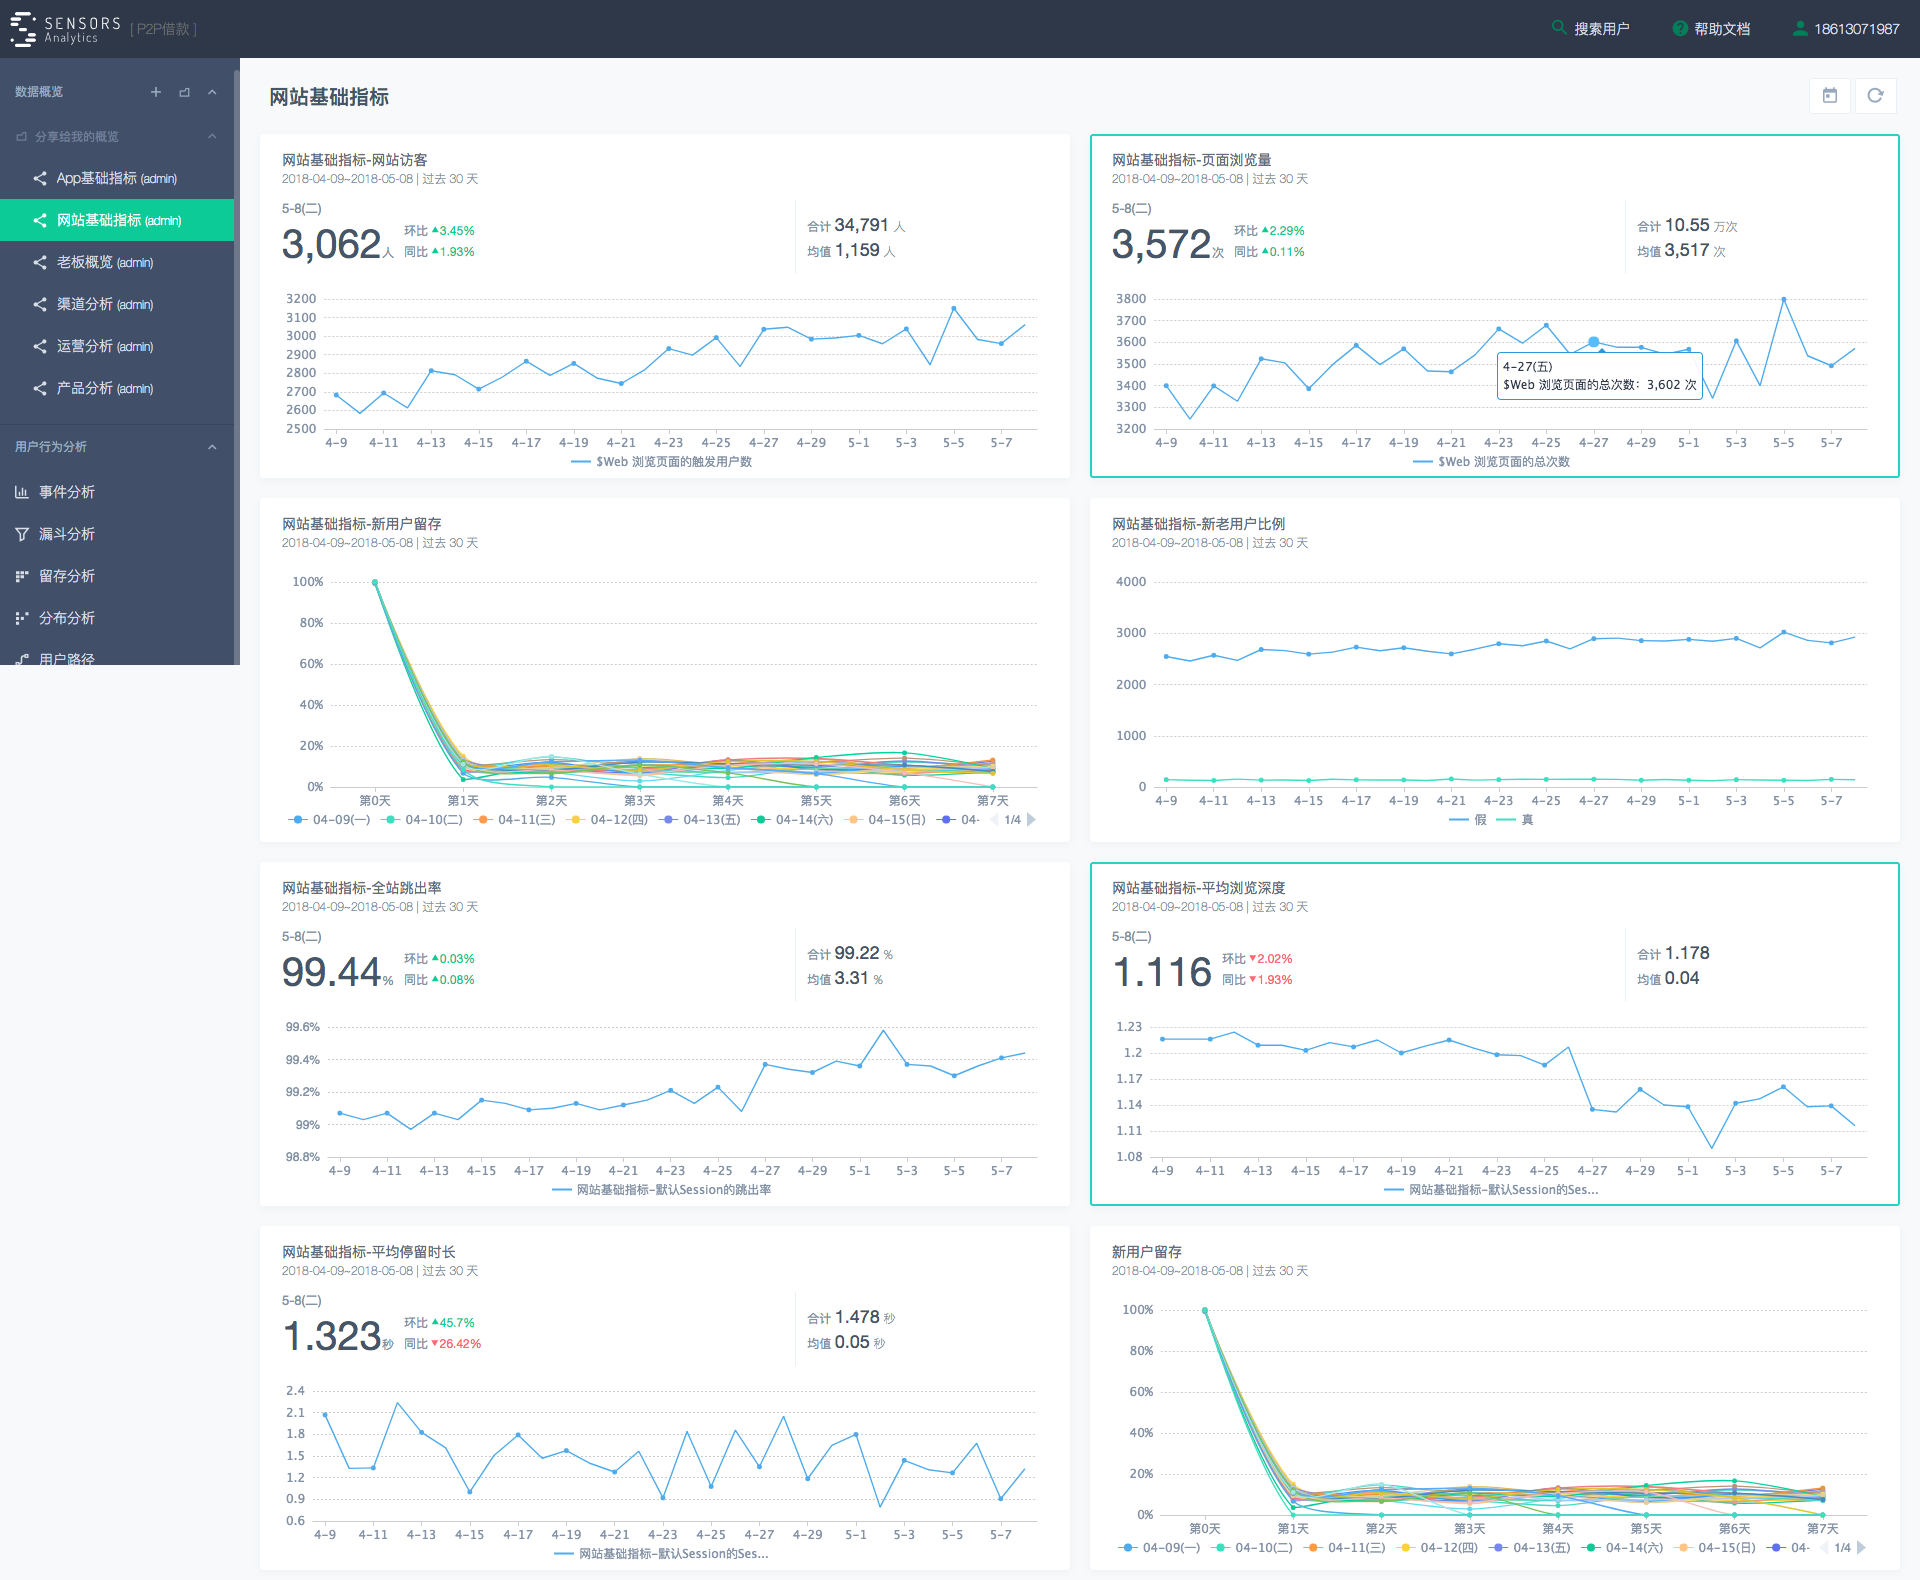 SENSORS
Analytics
[ P2P借款 ]
搜索用户
帮助文档
18613071987
数据概览
分享给我的概览
App基础指标 (admin)
网站基础指标 (admin)
老板概览 (admin)
渠道分析 (admin)
运营分析 (admin)
产品分析 (admin)
用户行为分析
事件分析
漏斗分析
留存分析
分布分析
用户路径
网站基础指标
网站基础指标-网站访客
2018-04-09~2018-05-08 | 过去 30 天
5-8(二)
3,062人
环比 3.45%
同比 1.93%
合计 34,791 人
均值 1,159 人
3200
3100
3000
2900
2800
2700
2600
2500
4-9 4-11 4-13 4-15 4-17 4-19 4-21 4-23 4-25 4-27 4-29 5-1 5-3 5-5 5-7
$Web 浏览页面的触发用户数
网站基础指标-页面浏览量
2018-04-09~2018-05-08 | 过去 30 天
5-8(二)
3,572次
环比 2.29%
同比 0.11%
合计 10.55 万次
均值 3,517 次
3800
3700
3600
3500
3400
3300
3200
4-27(五)
$Web 浏览页面的总次数: 3,602 次
4-9 4-11 4-13 4-15 4-17 4-19 4-21 4-23 4-25 4-27 4-29 5-1 5-3 5-5 5-7
$Web 浏览页面的总次数
网站基础指标-新用户留存
2018-04-09~2018-05-08 | 过去 30 天
100%
80%
60%
40%
20%
0%
第0天 第1天 第2天 第3天 第4天 第5天 第6天 第7天
04-09(一) 04-10(二) 04-11(三) 04-12(四) 04-13(五) 04-14(六) 04-15(日) 04- 1/4
网站基础指标-新老用户比例
2018-04-09~2018-05-08 | 过去 30 天
4000
3000
2000
1000
0
4-9 4-11 4-13 4-15 4-17 4-19 4-21 4-23 4-25 4-27 4-29 5-1 5-3 5-5 5-7
假 真
网站基础指标-全站跳出率
2018-04-09~2018-05-08 | 过去 30 天
5-8(二)
99.44%
环比 0.03%
同比 0.08%
合计 99.22 %
均值 3.31 %
99.6%
99.4%
99.2%
99%
98.8%
4-9 4-11 4-13 4-15 4-17 4-19 4-21 4-23 4-25 4-27 4-29 5-1 5-3 5-5 5-7
网站基础指标-默认Session的跳出率
网站基础指标-平均浏览深度
2018-04-09~2018-05-08 | 过去 30 天
5-8(二)
1.116
环比 2.02%
同比 1.93%
合计 1.178
均值 0.04
1.23
1.2
1.17
1.14
1.11
1.08
4-9 4-11 4-13 4-15 4-17 4-19 4-21 4-23 4-25 4-27 4-29 5-1 5-3 5-5 5-7
网站基础指标-默认Session的Ses...
网站基础指标-平均停留时长
2018-04-09~2018-05-08 | 过去 30 天
5-8(二)
1.323秒
环比 45.7%
同比 26.42%
合计 1.478 秒
均值 0.05 秒
2.4
2.1
1.8
1.5
1.2
0.9
0.6
4-9 4-11 4-13 4-15 4-17 4-19 4-21 4-23 4-25 4-27 4-29 5-1 5-3 5-5 5-7
网站基础指标-默认Session的Ses...
新用户留存
2018-04-09~2018-05-08 | 过去 30 天
100%
80%
60%
40%
20%
0%
第0天 第1天 第2天 第3天 第4天 第5天 第6天 第7天
04-09(一) 04-10(二) 04-11(三) 04-12(四) 04-13(五) 04-14(六) 04-15(日) 04- 1/4